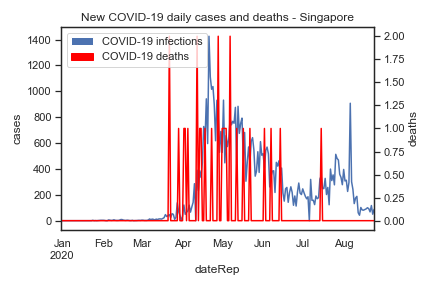 New COVID-19 daily cases and deaths - Singapore
COVID-19 infections
COVID-19 deaths
1400
1200
1000
800
600
400
200
0
cases
2.00
1.75
1.50
1.25
1.00
0.75
0.50
0.25
0.00
deaths
Jan Feb Mar Apr May Jun Jul Aug
2020
dateRep